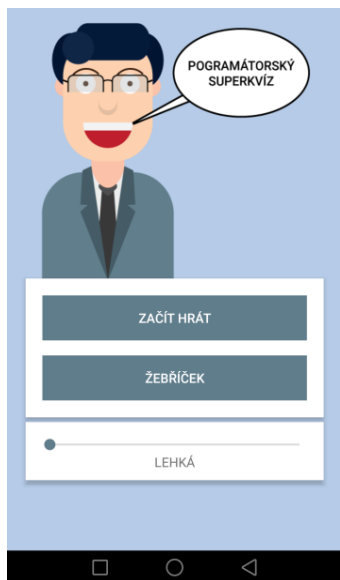 POGRAMÁTORSKÝ
SUPERKVÍZ
ZAČÍT HRÁT
ŽEBŘÍČEK
LEHKÁ